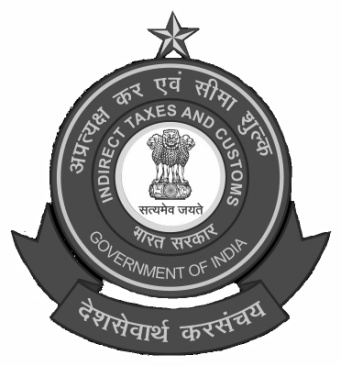 अप्रत्यक्ष कर एवं सीमा शुल्क
INDIRECT TAXES AND CUSTOMS
सत्यमेव जयते
भारत सरकार
GOVERNMENT OF INDIA
देशसेवार्थ करसंचय